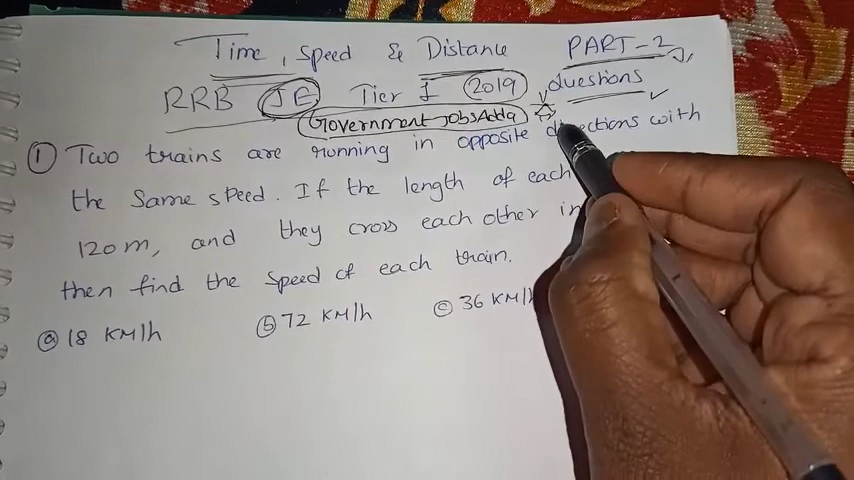 Time, Speed & Distance PART-2
RRB JE Tier 1 2019 questions
Government JobsAdda
① Two trains are running in opposite directions with
the same speed. If the length of each
120m, and they cross each other in
then find the speed of each train.
ⓐ 18 KM/h ⓑ 72 KM/h ⓒ 36 KM/h